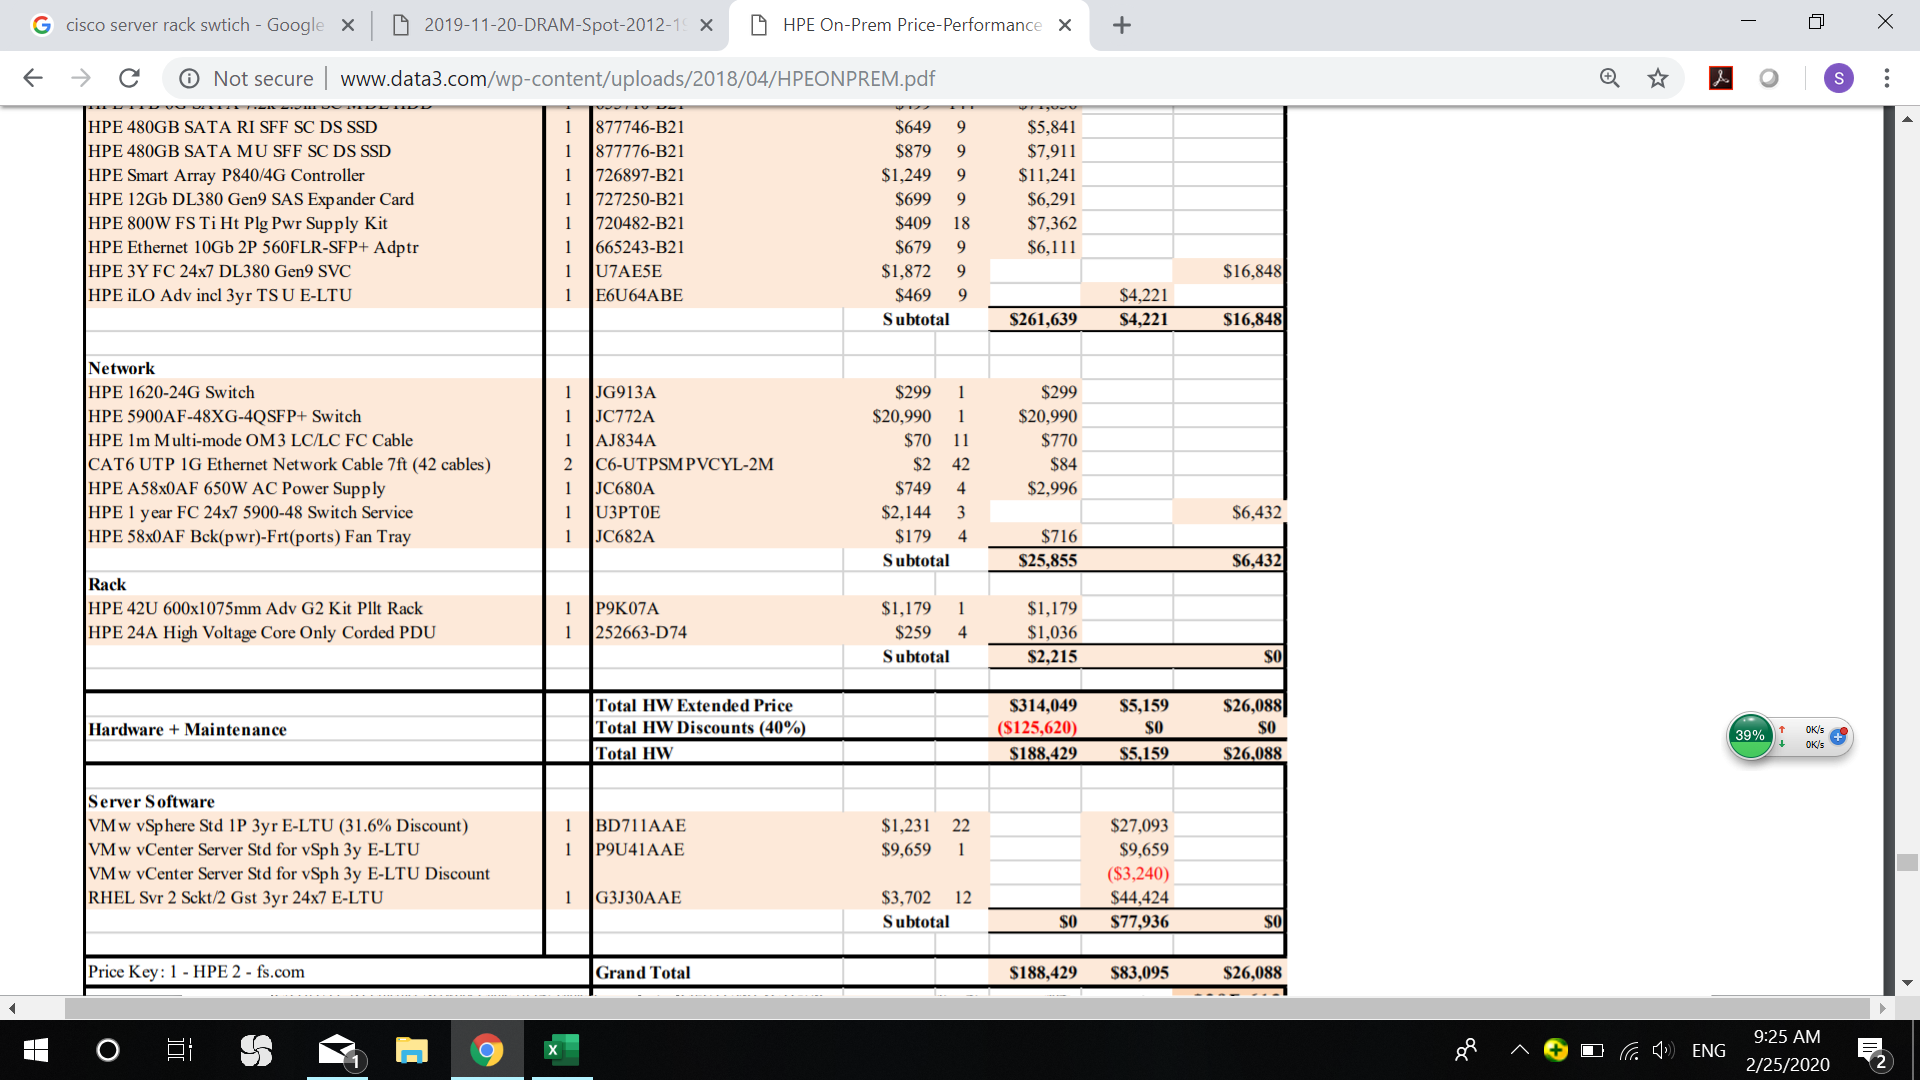 cisco server rack swtich - Google
2019-11-20-DRAM-Spot-2012-19
HPE On-Prem Price-Performance
Not secure www.data3.com/wp-content/uploads/2018/04/HPEONPREM.pdf
S
HPE 480GB SATA RI SFF SC DS SSD 1 877746-B21 $649 9 $5,841
HPE 480GB SATA MU SFF SC DS SSD 1 877776-B21 $879 9 $7,911
HPE Smart Array P840/4G Controller 1 726897-B21 $1,249 9 $11,241
HPE 12Gb DL380 Gen9 SAS Expander Card 1 727250-B21 $699 9 $6,291
HPE 800W FS Ti Ht Plg Pwr Supply Kit 1 720482-B21 $409 18 $7,362
HPE Ethernet 10Gb 2P 560FLR-SFP+ Adptr 1 665243-B21 $679 9 $6,111
HPE 3Y FC 24x7 DL380 Gen9 SVC 1 U7AE5E $1,872 9 $16,848
HPE iLO Adv incl 3yr TS U E-LTU 1 E6U64ABE $469 9 $4,221
Subtotal $261,639 $4,221 $16,848
Network
HPE 1620-24G Switch 1 JG913A $299 1 $299
HPE 5900AF-48XG-4QSFP+ Switch 1 JC772A $20,990 1 $20,990
HPE 1m Multi-mode OM3 LC/LC FC Cable 1 AJ834A $70 11 $770
CAT6 UTP 1G Ethernet Network Cable 7ft (42 cables) 2 C6-UTPSMPVCYL-2M $2 42 $84
HPE A58x0AF 650W AC Power Supply 1 JC680A $749 4 $2,996
HPE 1 year FC 24x7 5900-48 Switch Service 1 U3PT0E $2,144 3 $6,432
HPE 58x0AF Bck(pwr)-Frt(ports) Fan Tray 1 JC682A $179 4 $716
Subtotal $25,855 $6,432
Rack
HPE 42U 600x1075mm Adv G2 Kit Pllt Rack 1 P9K07A $1,179 1 $1,179
HPE 24A High Voltage Core Only Corded PDU 1 252663-D74 $259 4 $1,036
Subtotal $2,215 $0
Total HW Extended Price $314,049 $5,159 $26,088
Hardware + Maintenance Total HW Discounts (40%) ($125,620) $0 $0
Total HW $188,429 $5,159 $26,088
Server Software
VMw vSphere Std 1P 3yr E-LTU (31.6% Discount) 1 BD711AAE $1,231 22 $27,093
VMw vCenter Server Std for vSph 3y E-LTU 1 P9U41AAE $9,659 1 $9,659
VMw vCenter Server Std for vSph 3y E-LTU Discount ($3,240)
RHEL Svr 2 Sckt/2 Gst 3yr 24x7 E-LTU 1 G3J30AAE $3,702 12 $44,424
Subtotal $0 $77,936 $0
Price Key: 1 - HPE 2 - fs.com Grand Total $188,429 $83,095 $26,088
39% 0K/s
0K/s
1
X
ENG
9:25 AM
2/25/2020
2